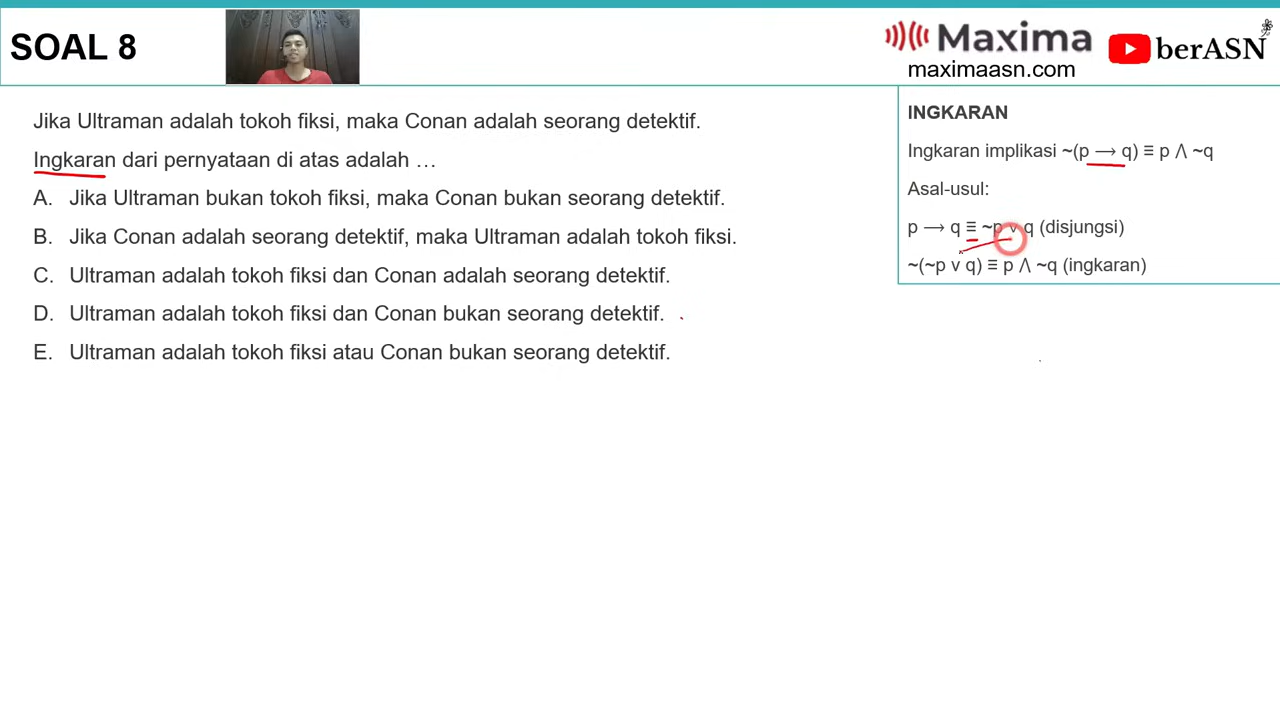 SOAL 8
Maxima
maximaasn.com
berASN
Jika Ultraman adalah tokoh fiksi, maka Conan adalah seorang detektif.
Ingkaran dari pernyataan di atas adalah …
A. Jika Ultraman bukan tokoh fiksi, maka Conan bukan seorang detektif.
B. Jika Conan adalah seorang detektif, maka Ultraman adalah tokoh fiksi.
C. Ultraman adalah tokoh fiksi dan Conan adalah seorang detektif.
D. Ultraman adalah tokoh fiksi dan Conan bukan seorang detektif.
E. Ultraman adalah tokoh fiksi atau Conan bukan seorang detektif.
INGKARAN
Ingkaran implikasi ~(p ⟶ q) ≡ p ⋀ ~q
Asal-usul:
p ⟶ q ≡ ~p v q (disjungsi)
~(~p v q) ≡ p ⋀ ~q (ingkaran)